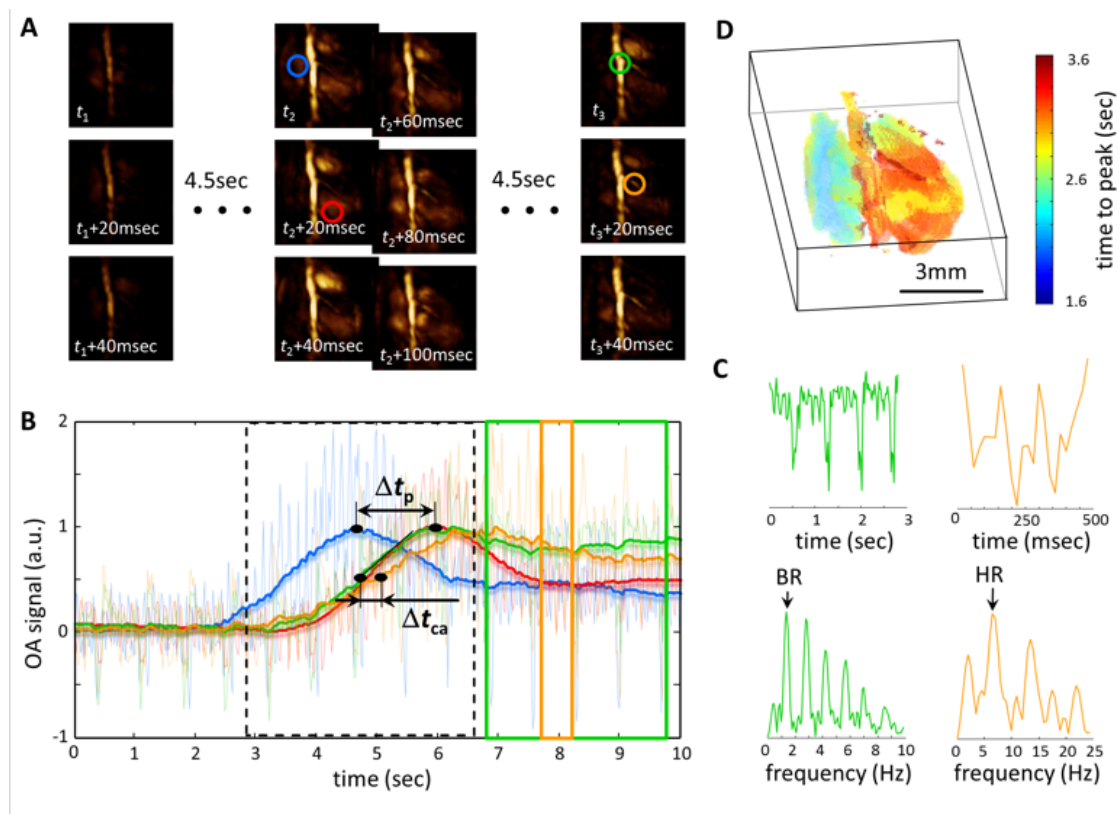 A
t1
t1+20msec
t1+40msec
4.5sec
• • •
t2
t2+20msec
t2+40msec
t2+60msec
t2+80msec
t2+100msec
4.5sec
• • •
t3
t3+20msec
t3+40msec
D
3mm
3.6
2.6
1.6
time to peak (sec)
B
2
1
0
-1
OA signal (a.u.)
Δtp
Δtca
0 1 2 3 4 5 6 7 8 9 10
time (sec)
C
0 1 2 3
time (sec)
0 250 500
time (msec)
BR
0 2 4 6 8 10
frequency (Hz)
HR
0 5 10 15 20 25
frequency (Hz)